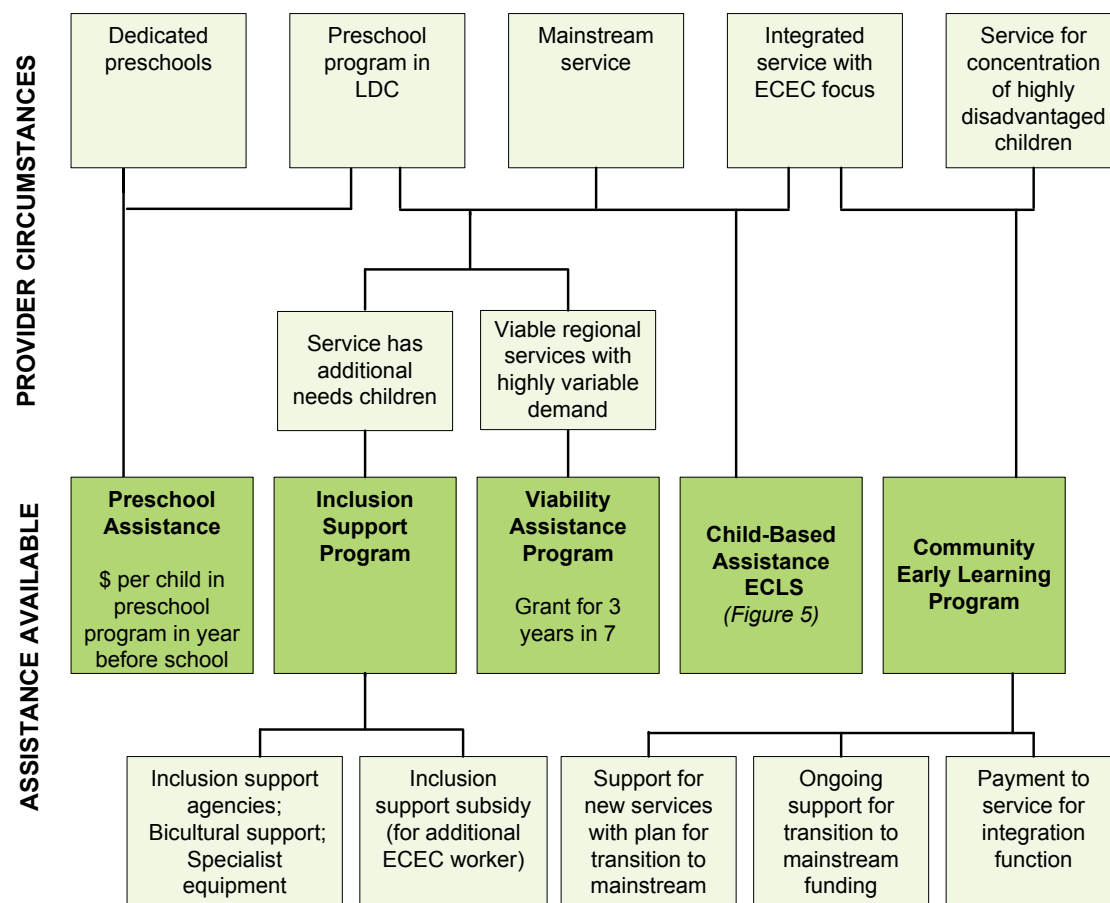 PROVIDER CIRCUMSTANCES
Dedicated
preschools
Preschool
program in
LDC
Mainstream
service
Integrated
service with
ECEC focus
Service for
concentration
of highly
disadvantaged
children
Service has
additional
needs children
Viable regional
services with
highly variable
demand
ASSISTANCE AVAILABLE
Preschool
Assistance
$ per child in
preschool
program in year
before school
Inclusion
Support
Program
Viability
Assistance
Program
Grant for 3
years in 7
Child-Based
Assistance
ECLS
(Figure 5)
Community
Early Learning
Program
Inclusion support
agencies;
Bicultural support;
Specialist
equipment
Inclusion
support subsidy
(for additional
ECEC worker)
Support for
new services
with plan for
transition to
mainstream
Ongoing
support for
transition to
mainstream
funding
Payment to
service for
integration
function